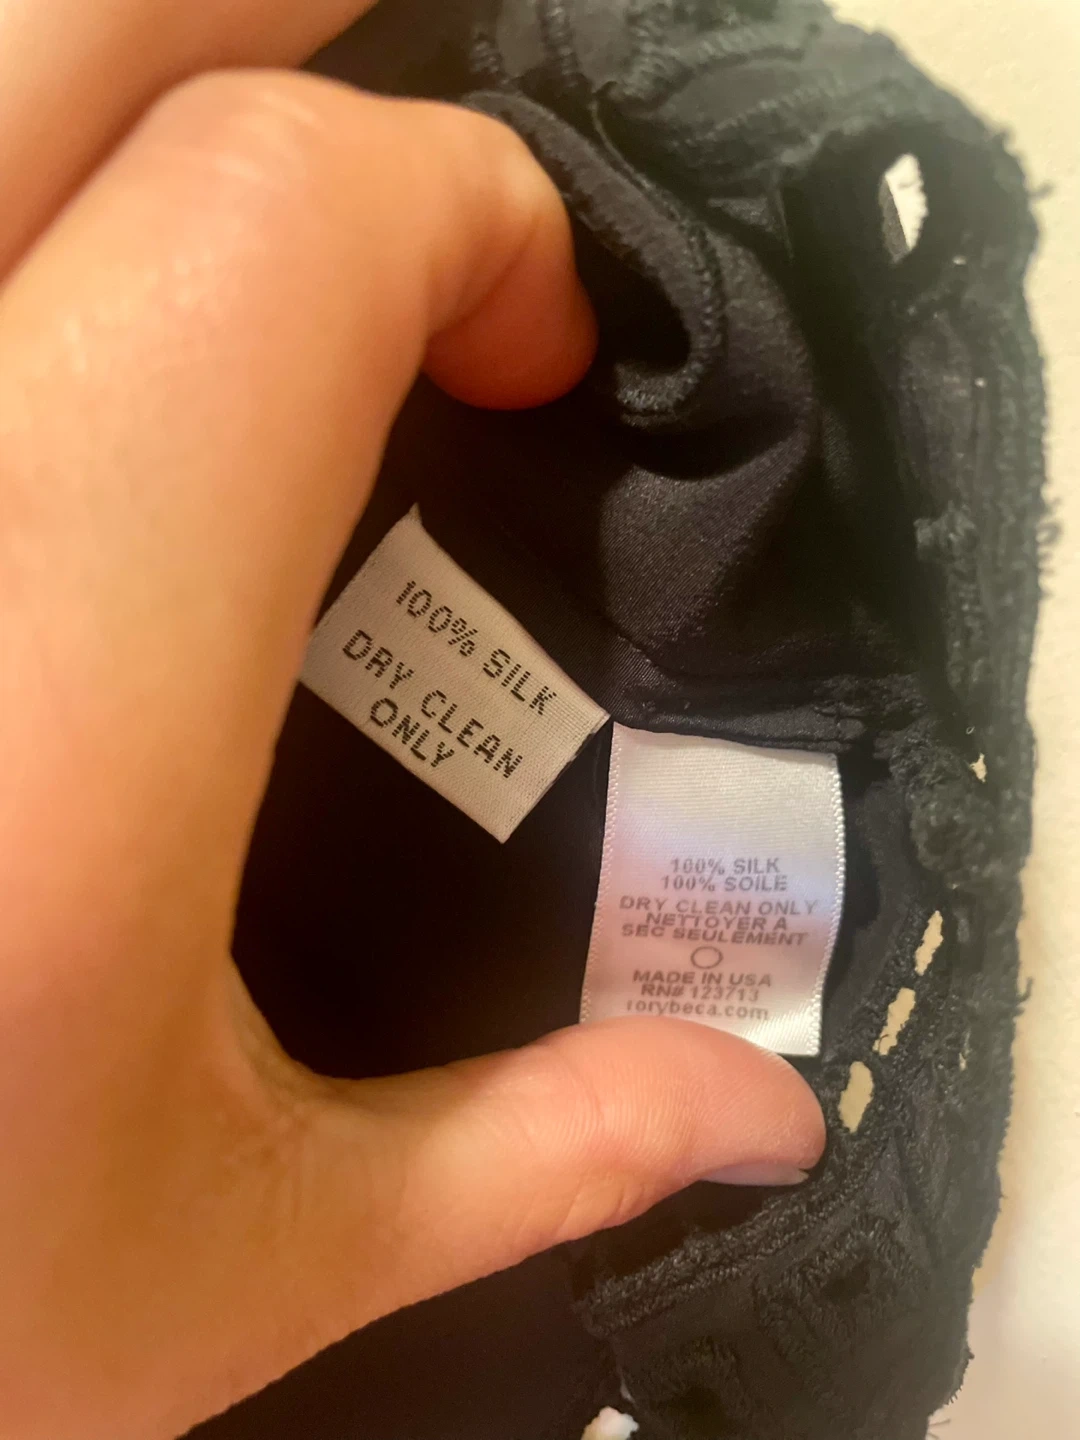 100% SILK
DRY CLEAN
ONLY
100% SILK
100% SOILE
DRY CLEAN ONLY
NETTOYER A
SEC SEULEMENT
MADE IN USA
RN# 123713
rorybeca.com